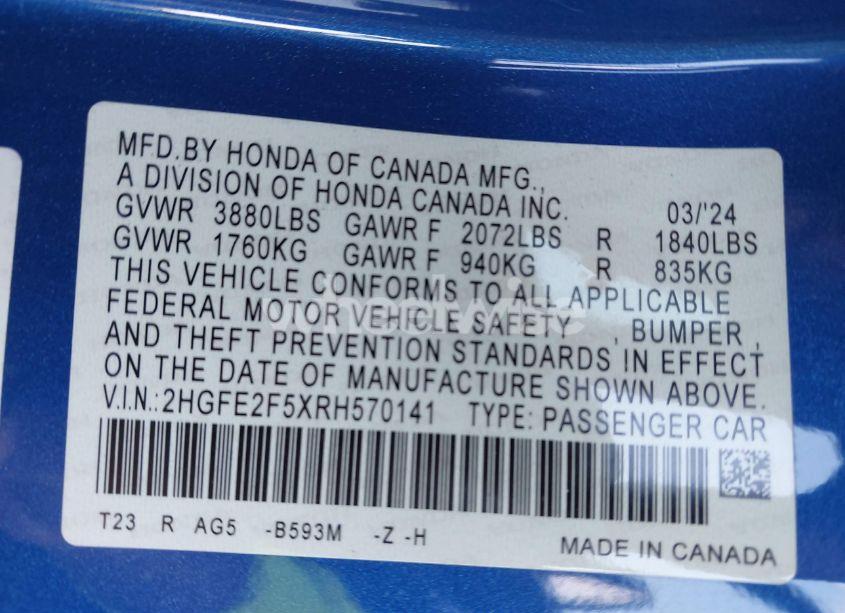 MFD.BY HONDA OF CANADA MFG.,
A DIVISION OF HONDA CANADA INC. 03/'24
GVWR 3880LBS GAWR F 2072LBS R 1840LBS
GVWR 1760KG GAWR F 940KG R 835KG
THIS VEHICLE CONFORMS TO ALL APPLICABLE
FEDERAL MOTOR VEHICLE SAFETY , BUMPER ,
AND THEFT PREVENTION STANDARDS IN EFFECT
ON THE DATE OF MANUFACTURE SHOWN ABOVE.
V.I.N.:2HGFE2F5XRH570141 TYPE: PASSENGER CAR
T23 R AG5 -B593M -Z -H
MADE IN CANADA
wheelwise